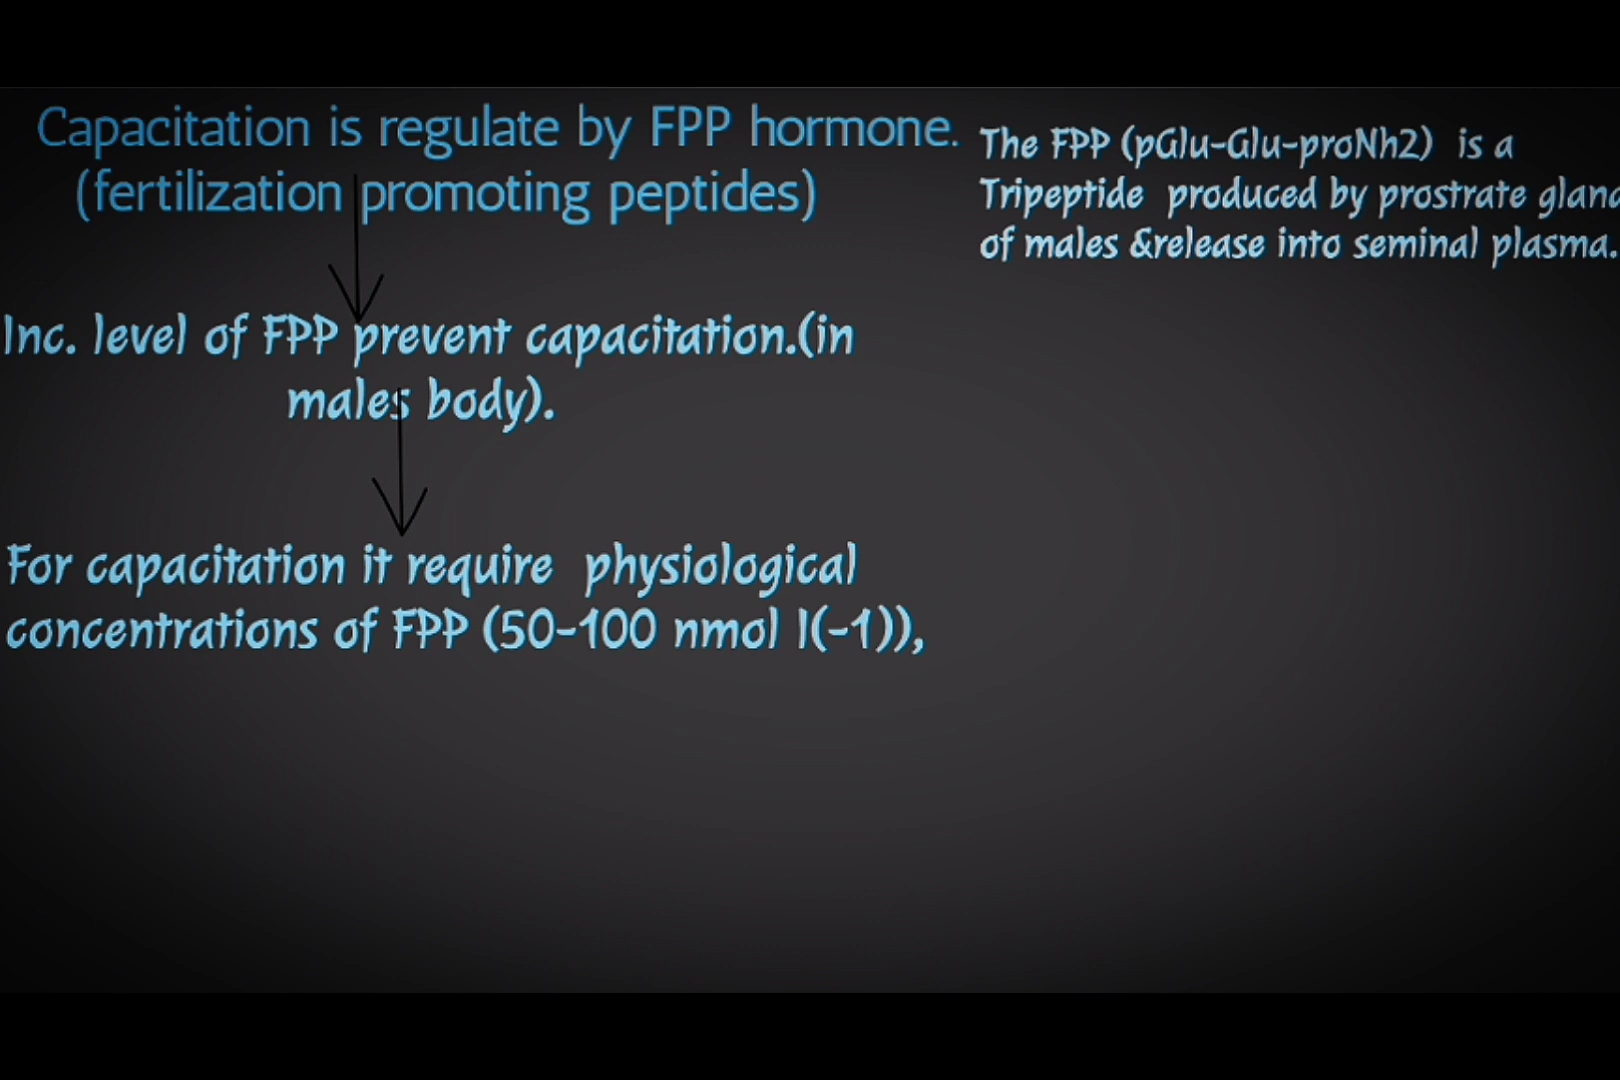 Capacitation is regulate by FPP hormone.
(fertilization promoting peptides)
The FPP (pGlu-Glu-proNh2) is a
Tripeptide produced by prostrate gland
of males &release into seminal plasma.
Inc. level of FPP prevent capacitation.(in
males body).
For capacitation it require physiological
concentrations of FPP (50-100 nmol l(-1)),